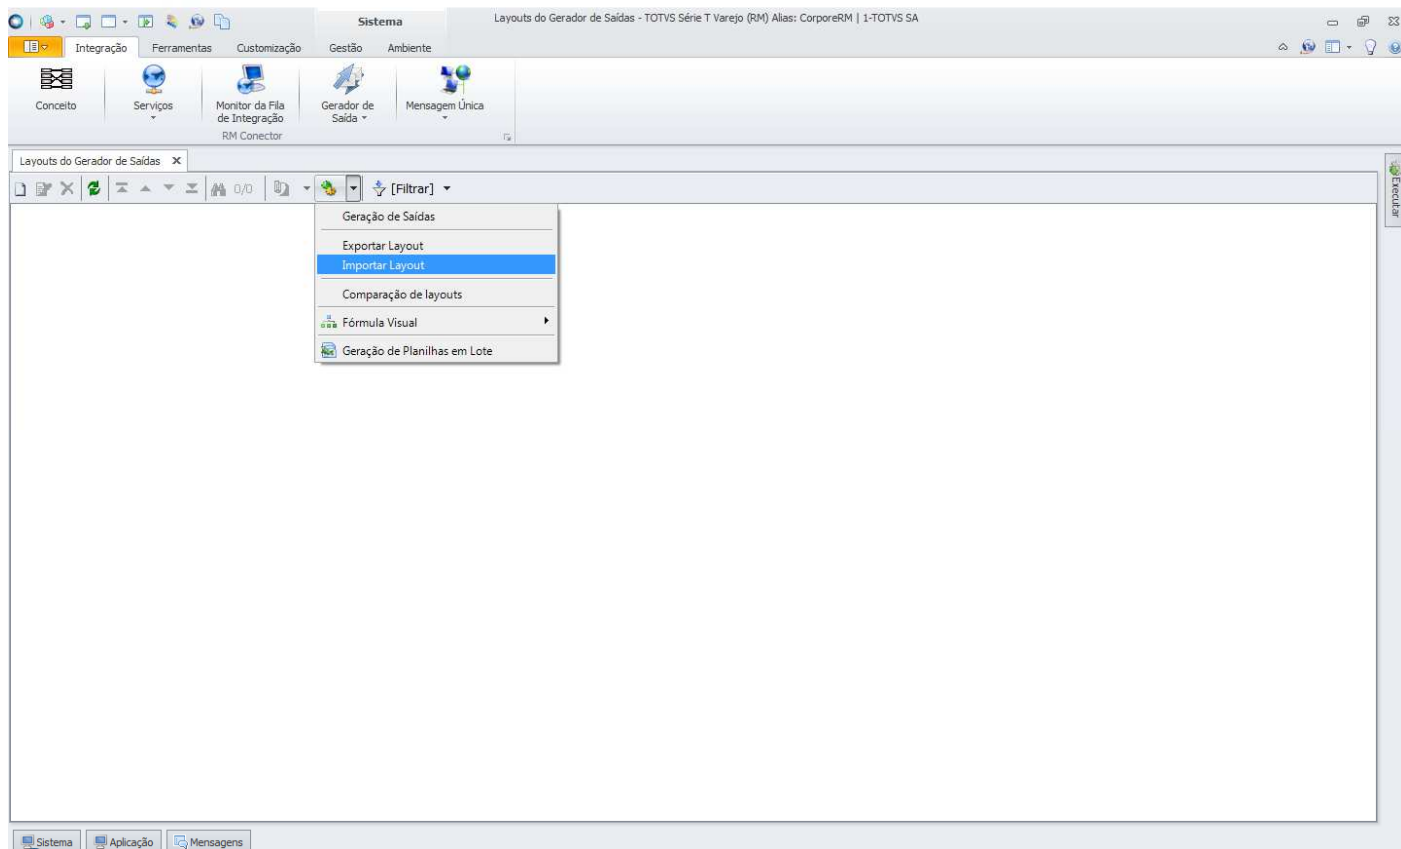 Sistema
Layouts do Gerador de Saídas - TOTVS Série T Varejo (RM) Alias: CorporeRM | 1-TOTVS SA
Integração Ferramentas Customização Gestão Ambiente
Conceito
Serviços
Monitor da Fila
de Integração
Gerador de
Saída
Mensagem Única
RM Conector
Layouts do Gerador de Saídas X
0/0
[Filtrar]
Executar
Geração de Saídas
Exportar Layout
Importar Layout
Comparação de layouts
Fórmula Visual
Geração de Planilhas em Lote
Sistema Aplicação Mensagens